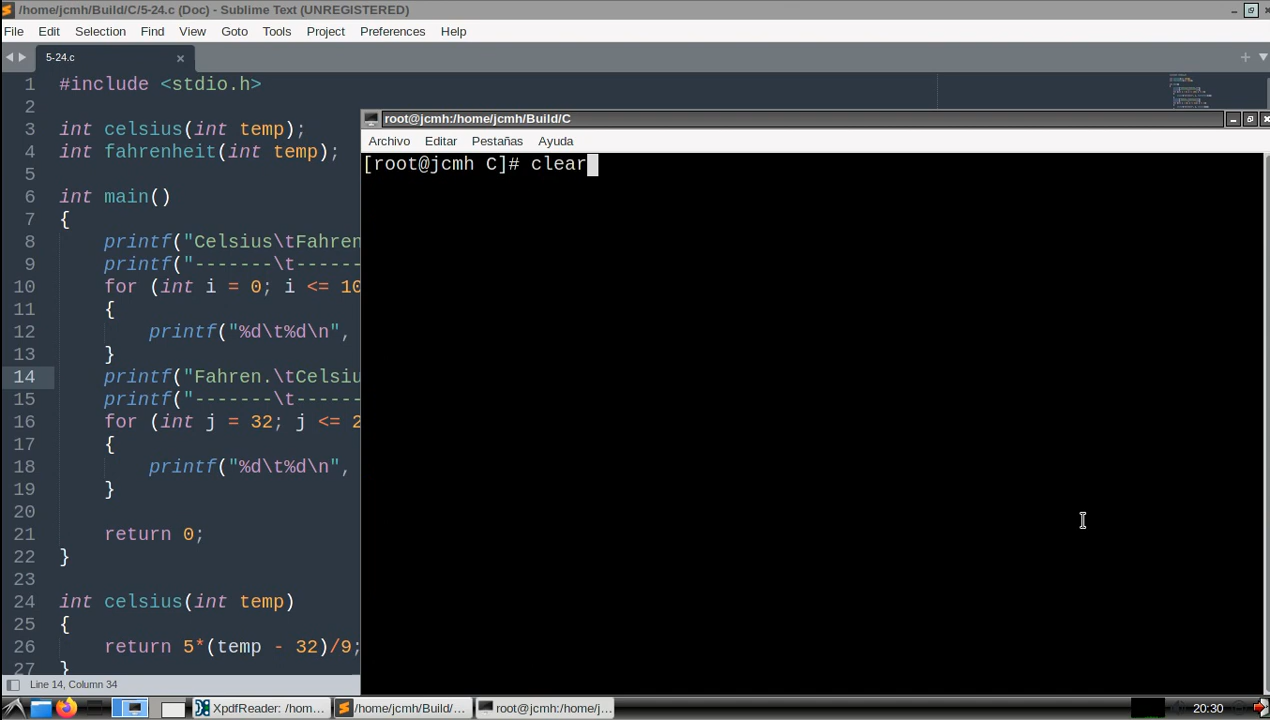 /home/jcmh/Build/C/5-24.c (Doc) - Sublime Text (UNREGISTERED)
File Edit Selection Find View Goto Tools Project Preferences Help
5-24.c
1 #include <stdio.h>
2
3 int celsius(int temp);
4 int fahrenheit(int temp);
5
6 int main()
7 {
8 printf("Celsius\tFahren
9 printf("-------\t------
10 for (int i = 0; i <= 10
11 {
12 printf("%d\t%d\n",
13 }
14 printf("Fahren.\tCelsiu
15 printf("-------\t------
16 for (int j = 32; j <= 2
17 {
18 printf("%d\t%d\n",
19 }
20
21 return 0;
22 }
23
24 int celsius(int temp)
25 {
26 return 5*(temp - 32)/9;
27 }
Line 14, Column 34
root@jcmh:/home/jcmh/Build/C
Archivo Editar Pestañas Ayuda
[root@jcmh C]# clear
XpdfReader: /hom... /home/jcmh/Build/... root@jcmh:/home/j... 20:30